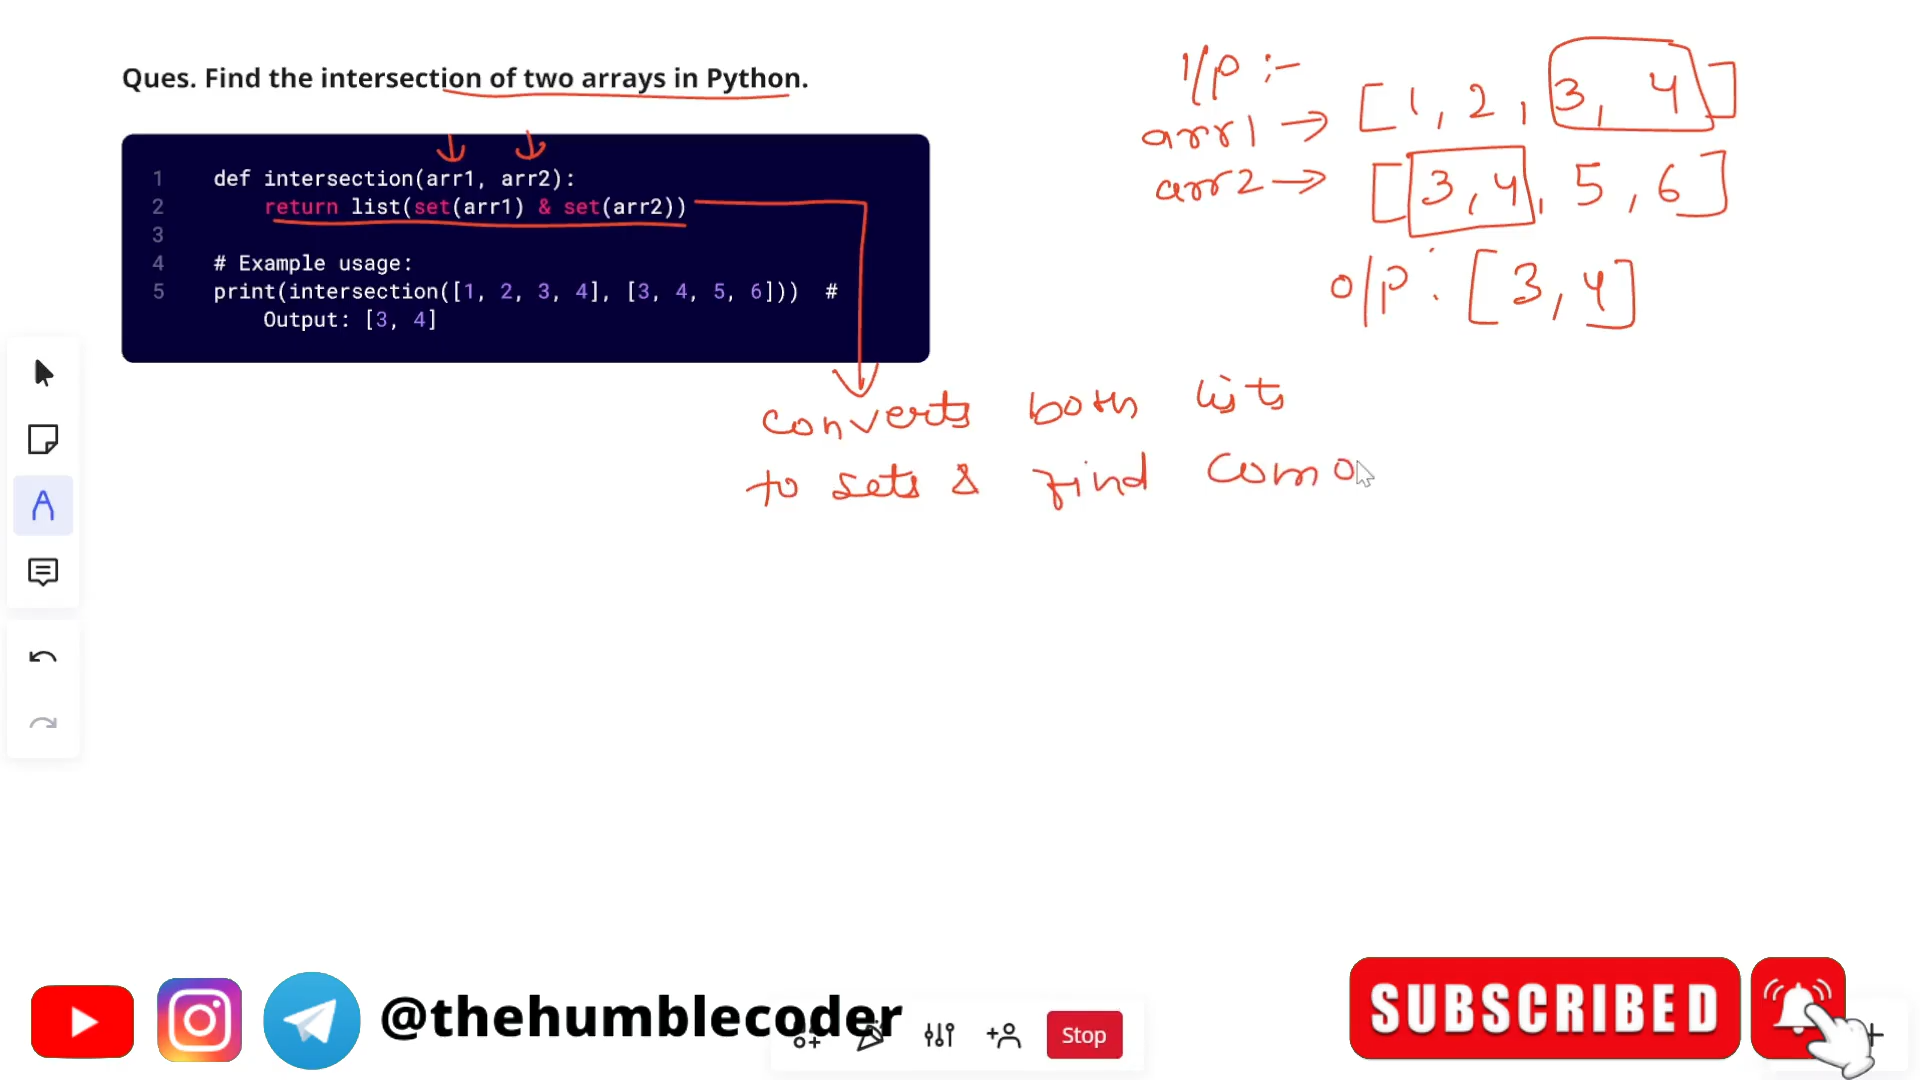 Ques. Find the intersection of two arrays in Python.
1 def intersection(arr1, arr2):
2 return list(set(arr1) & set(arr2))
3
4 # Example usage:
5 print(intersection([1, 2, 3, 4], [3, 4, 5, 6])) #
Output: [3, 4]
I/P :-
arr1 → [1, 2, 3, 4]
arr2 → [3, 4, 5, 6]
O/P : [3, 4]
converts both lists
to sets & find como
@thehumblecoder
Stop
SUBSCRIBED